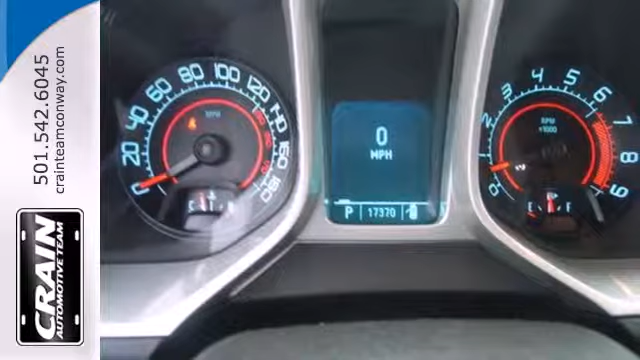 501.542.6045
crainteamconway.com
CRAIN
AUTOMOTIVE TEAM
0 20 40 60 80 100 120 140 160 180
MPH
C H
0
MPH
P 17370
0 1 2 3 4 5 6 7 8 9
RPM
x1000
E F